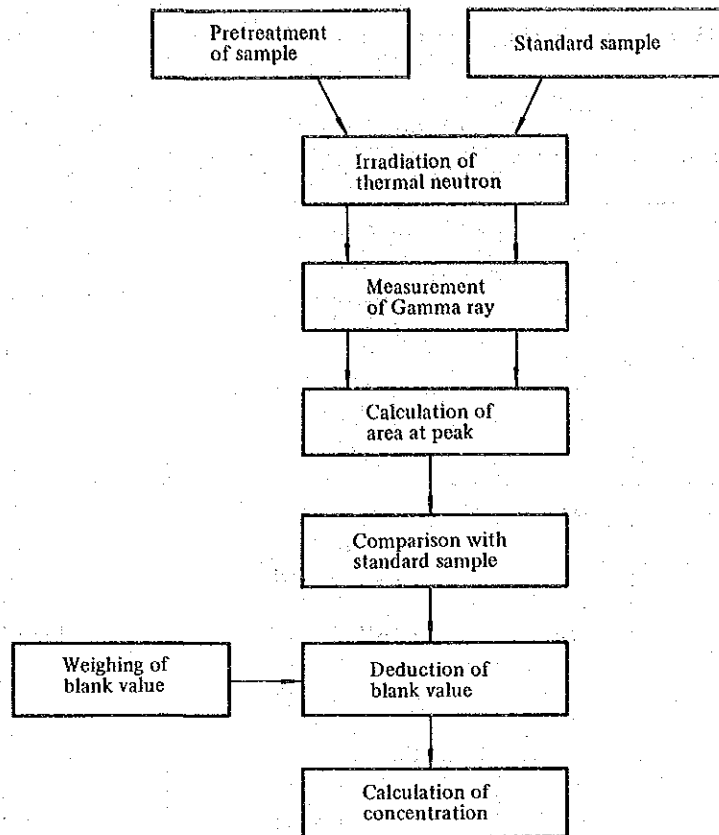 Pretreatment
of sample
Standard sample
Irradiation of
thermal neutron
Measurement
of Gamma ray
Calculation of
area at peak
Comparison with
standard sample
Weighing of
blank value
Deduction of
blank value
Calculation of
concentration